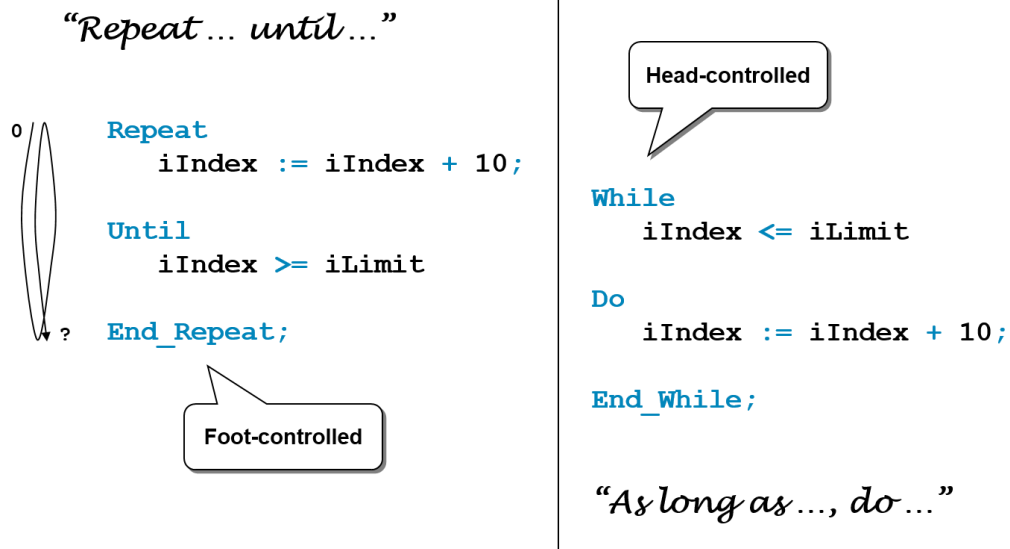 “Repeat ... until ...”
0
Repeat
iIndex := iIndex + 10;
Until
iIndex >= iLimit
?
End_Repeat;
Foot-controlled
Head-controlled
While
iIndex <= iLimit
Do
iIndex := iIndex + 10;
End_While;
“As long as ..., do ...”